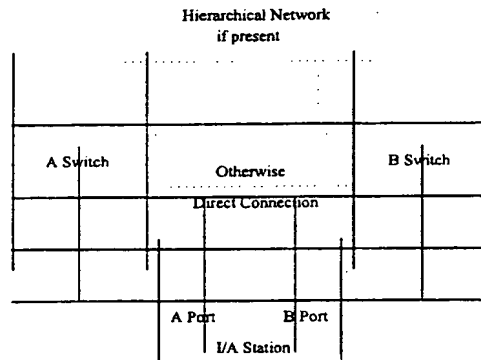 Hierarchical Network
if present
A Switch
B Switch
Otherwise
Direct Connection
A Port
B Port
I/A Station